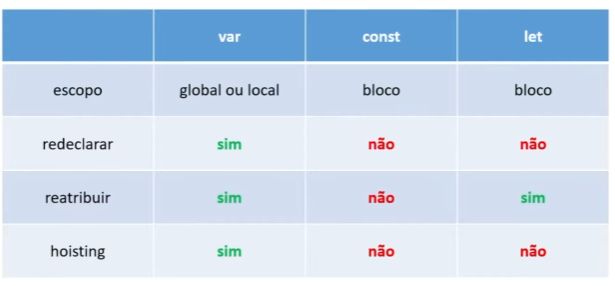 var const let
escopo global ou local bloco bloco
redeclarar sim não não
reatribuir sim não sim
hoisting sim não não